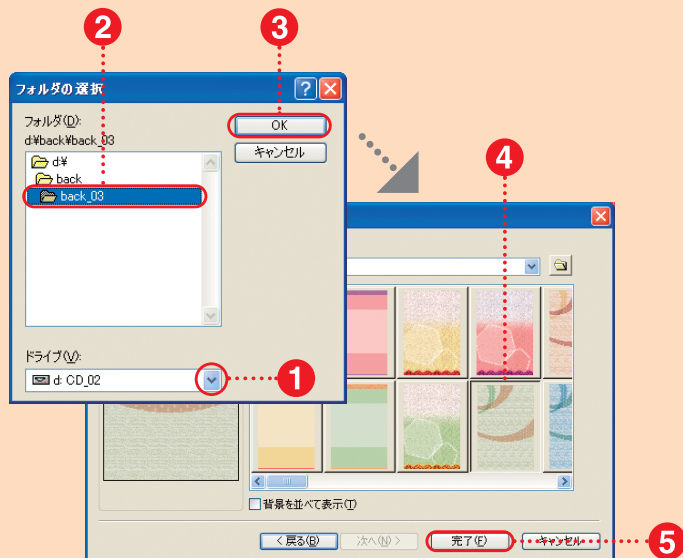 2
3
フォルダの選択
フォルダ(D):
d:¥back¥back_03
OK
キャンセル
d:¥
back
back_03
4
ドライブ(V):
d: CD_02
1
背景を並べて表示(T)
< 戻る(B)
次へ(N) >
完了(F)
キャンセル
5